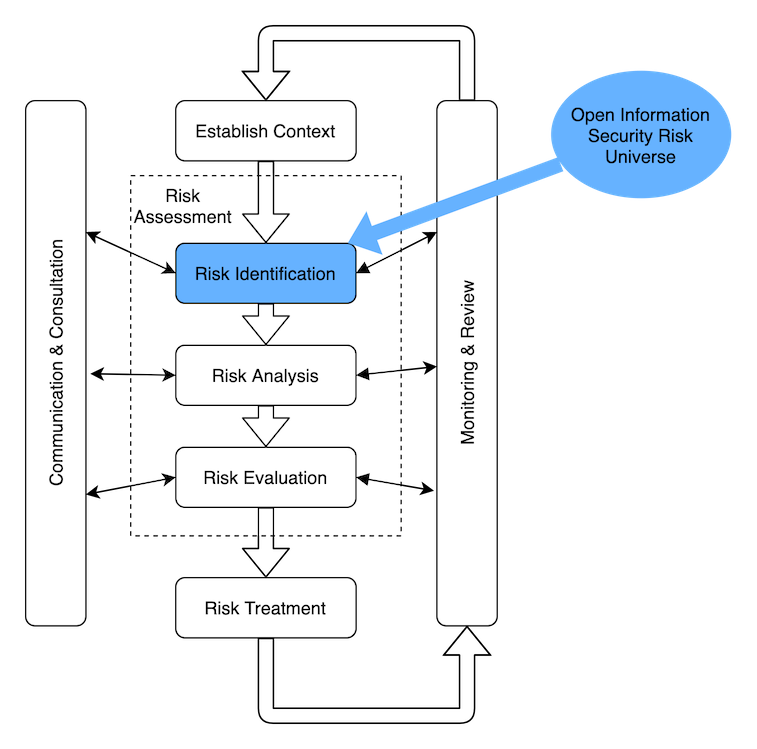 Establish Context
Open Information
Security Risk
Universe
Risk
Assessment
Risk Identification
Communication & Consultation
Monitoring & Review
Risk Analysis
Risk Evaluation
Risk Treatment